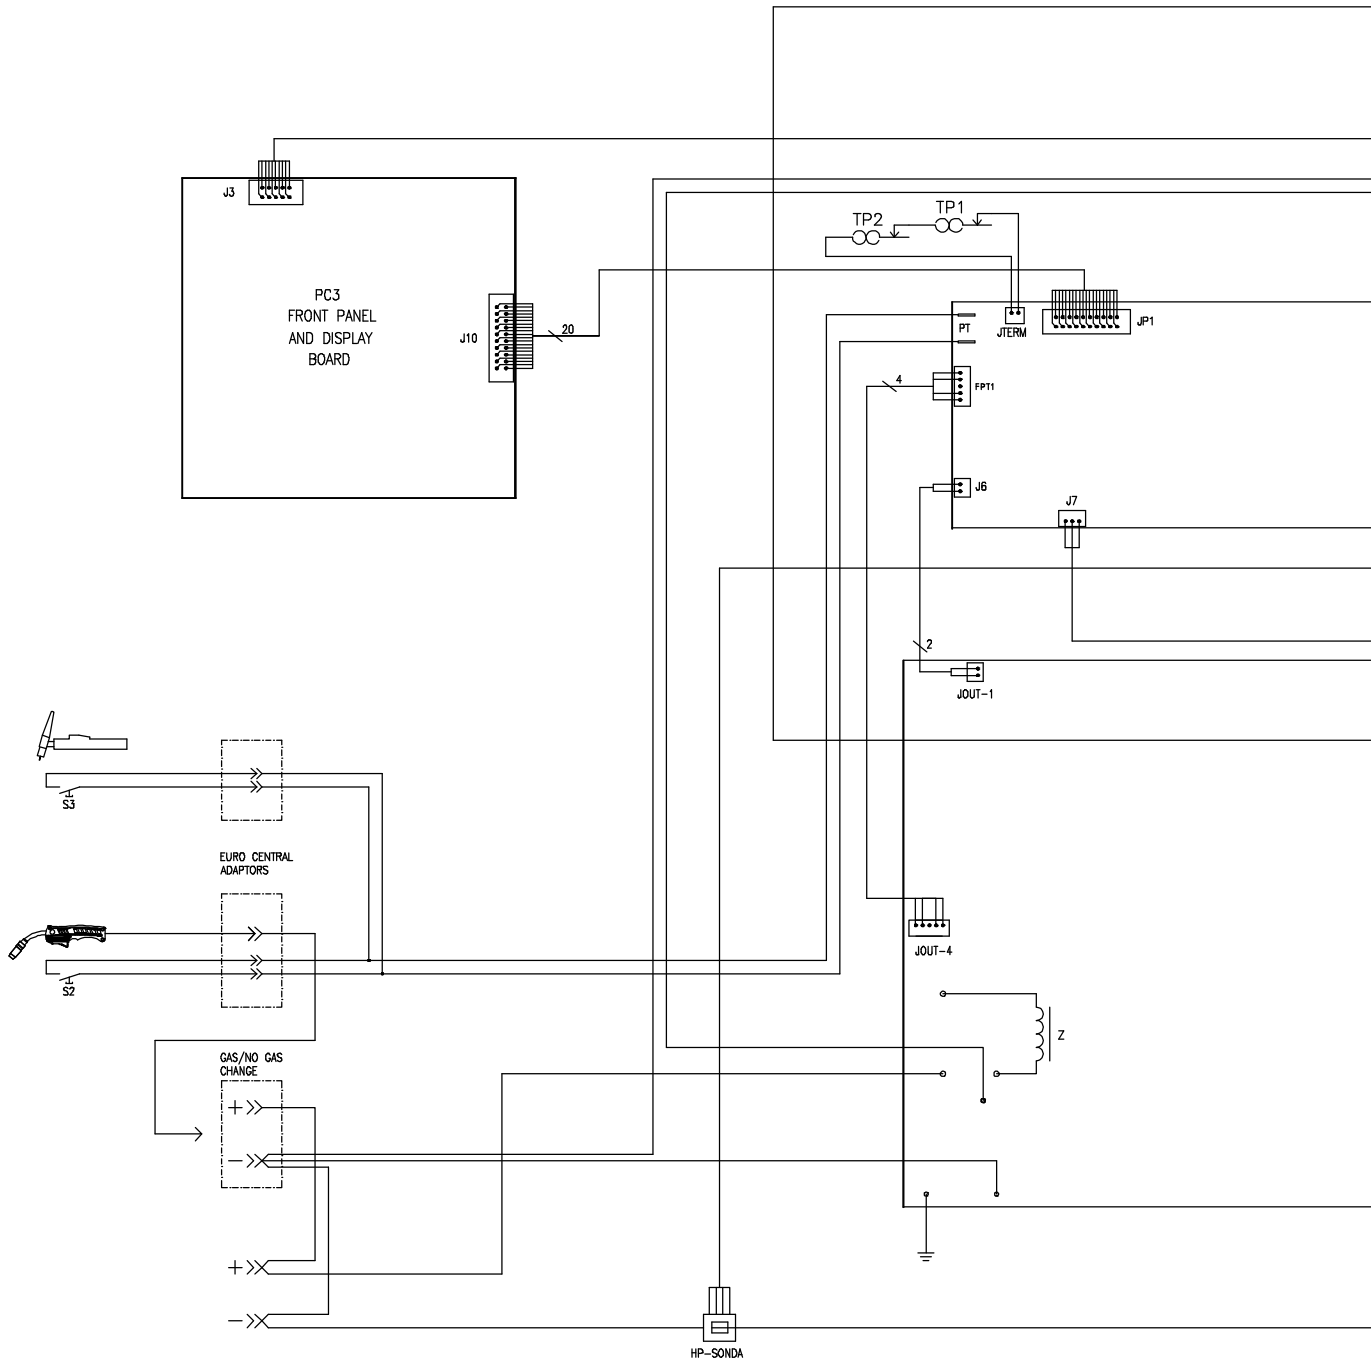 J3
TP1
TP2
PC3
FRONT PANEL
AND DISPLAY
BOARD
J10
20
PT
JTERM
JP1
4
FPT1
J6
J7
2
JOUT-1
S3
EURO CENTRAL
ADAPTORS
S2
JOUT-4
Z
GAS/NO GAS
CHANGE
+
−
+
−
HP-SONDA